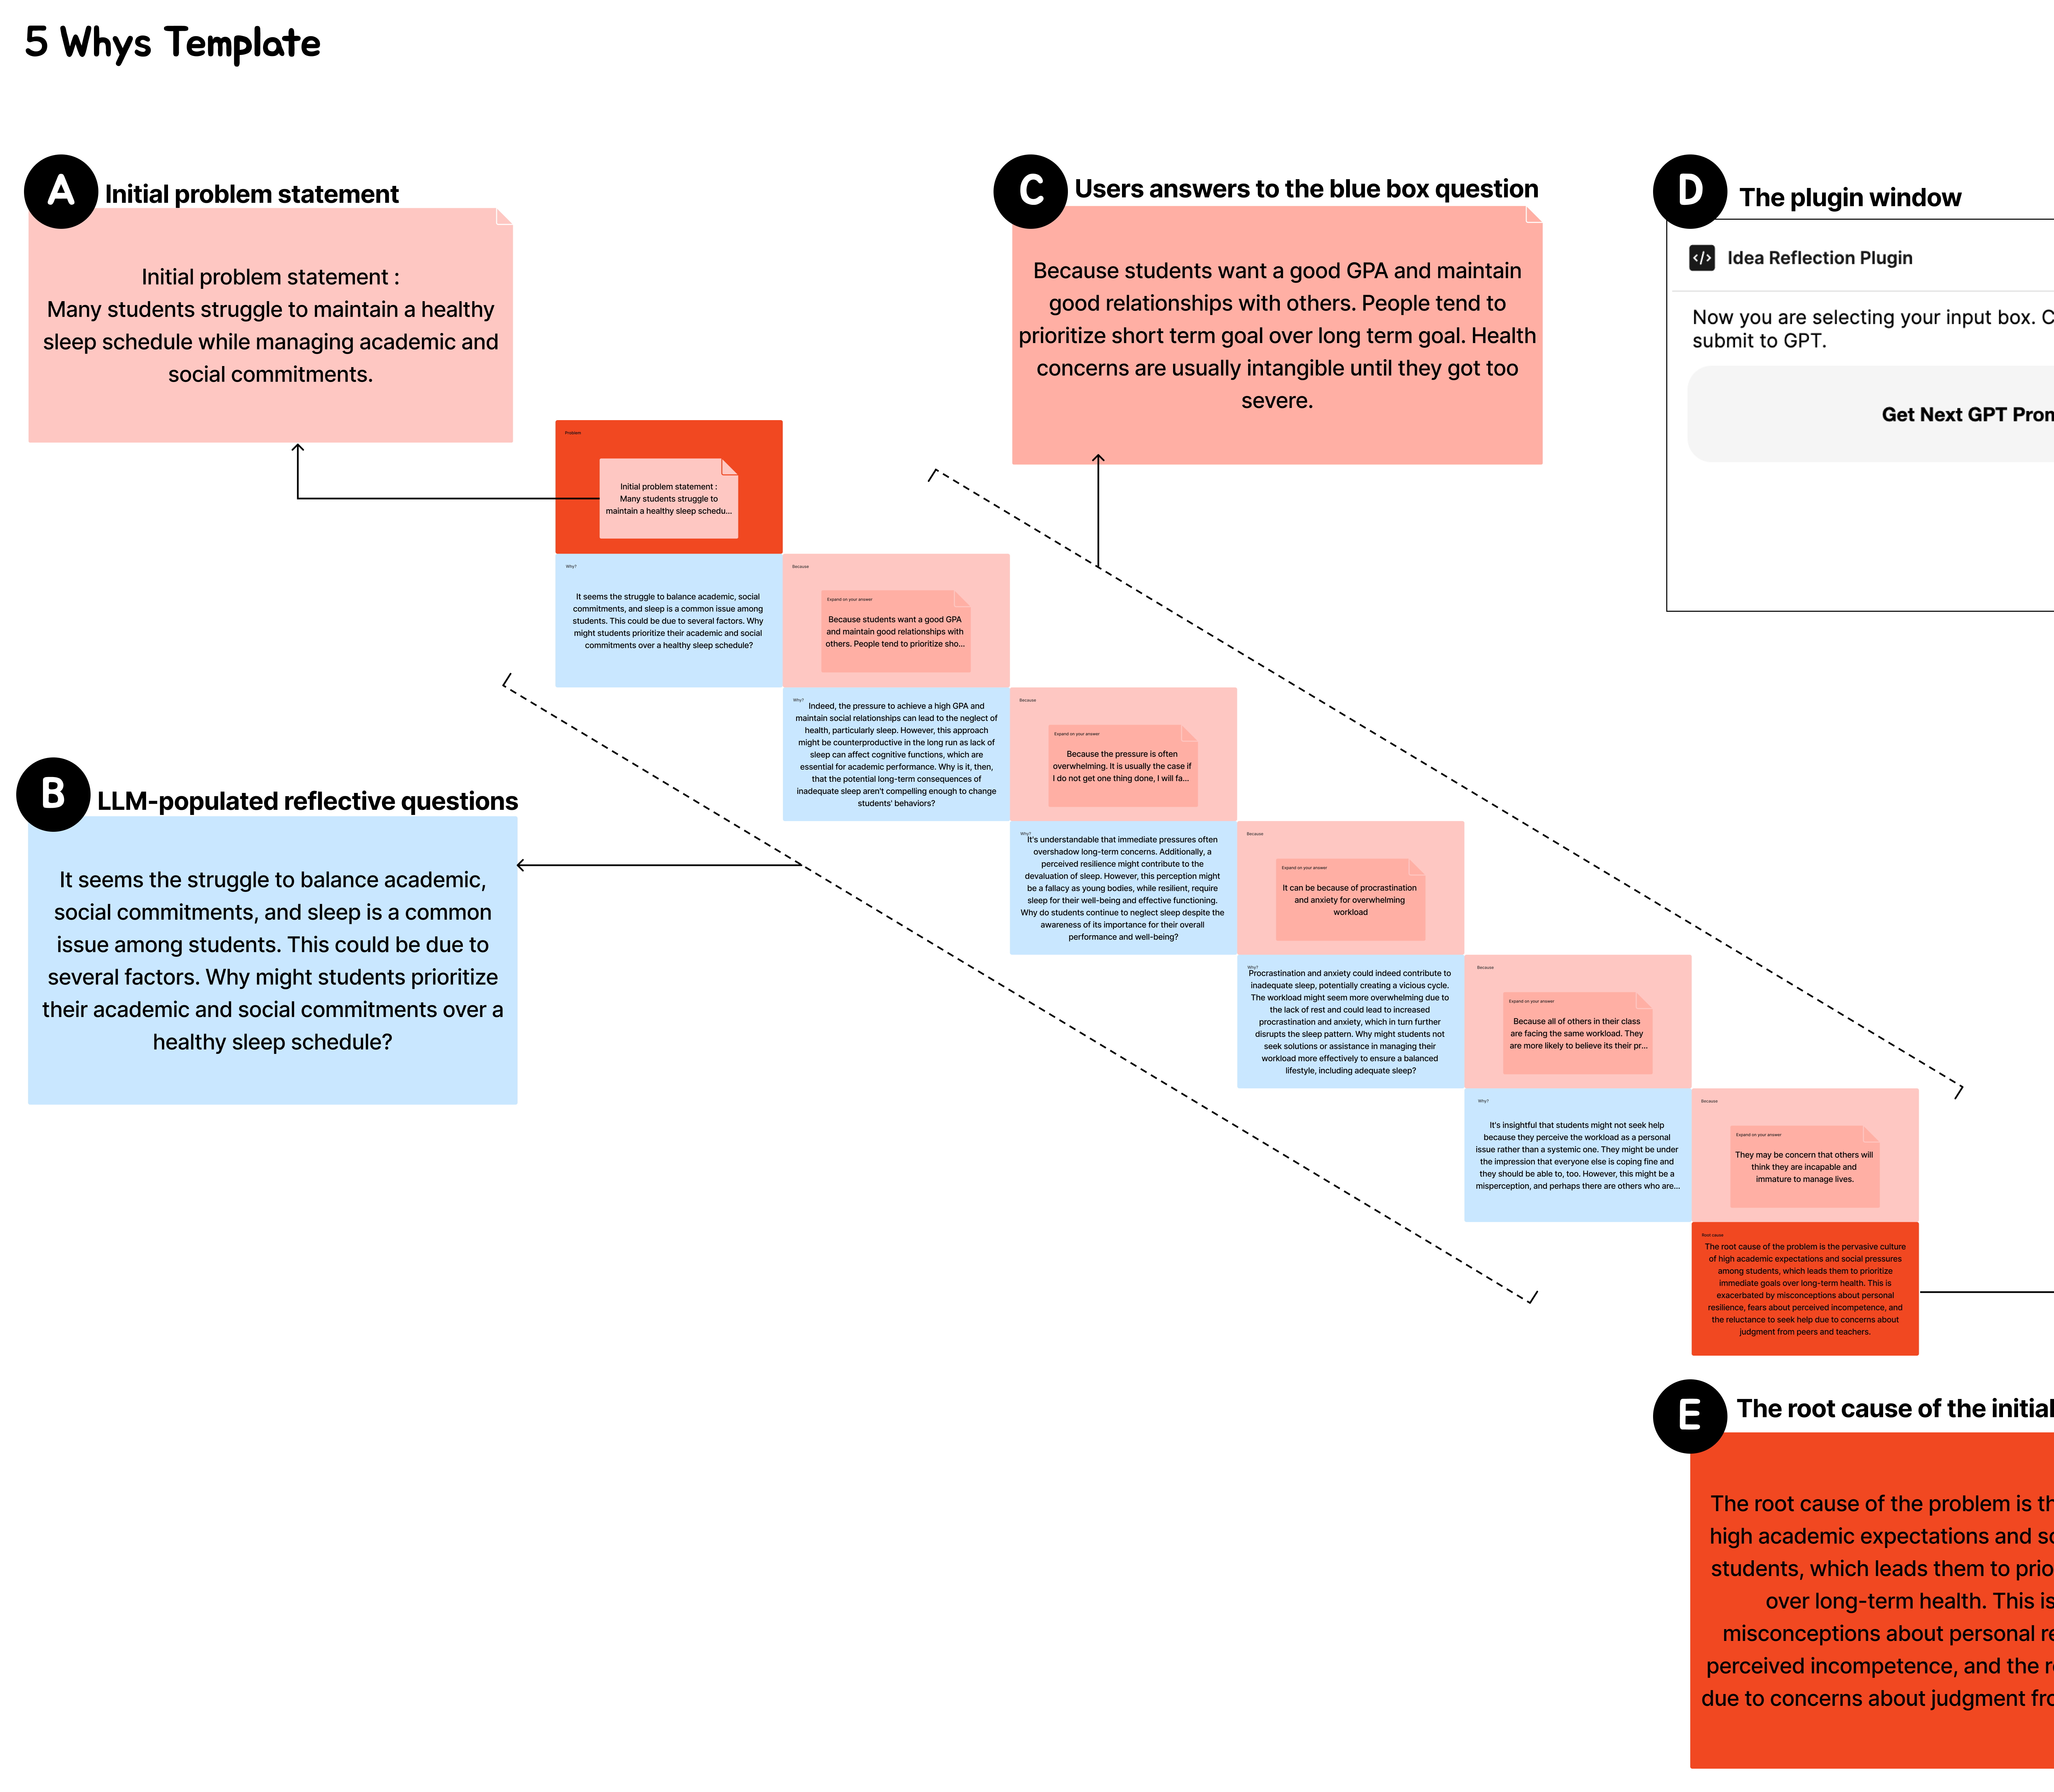 5 Whys Template
A
Initial problem statement
Initial problem statement :
Many students struggle to maintain a healthy
sleep schedule while managing academic and
social commitments.
C
Users answers to the blue box question
Because students want a good GPA and maintain
good relationships with others. People tend to
prioritize short term goal over long term goal. Health
concerns are usually intangible until they got too
severe.
D
The plugin window
Idea Reflection Plugin
Now you are selecting your input box. C
submit to GPT.
Get Next GPT Pron
Problem
Initial problem statement :
Many students struggle to
maintain a healthy sleep schedu...
Why?
It seems the struggle to balance academic, social
commitments, and sleep is a common issue among
students. This could be due to several factors. Why
might students prioritize their academic and social
commitments over a healthy sleep schedule?
Because
Expand on your answer
Because students want a good GPA
and maintain good relationships with
others. People tend to prioritize sho...
Why?
Indeed, the pressure to achieve a high GPA and
maintain social relationships can lead to the neglect of
health, particularly sleep. However, this approach
might be counterproductive in the long run as lack of
sleep can affect cognitive functions, which are
essential for academic performance. Why is it, then,
that the potential long-term consequences of
inadequate sleep aren't compelling enough to change
students' behaviors?
Because
Expand on your answer
Because the pressure is often
overwhelming. It is usually the case if
I do not get one thing done, I will fa...
B
LLM-populated reflective questions
It seems the struggle to balance academic,
social commitments, and sleep is a common
issue among students. This could be due to
several factors. Why might students prioritize
their academic and social commitments over a
healthy sleep schedule?
Why?
It's understandable that immediate pressures often
overshadow long-term concerns. Additionally, a
perceived resilience might contribute to the
devaluation of sleep. However, this perception might
be a fallacy as young bodies, while resilient, require
sleep for their well-being and effective functioning.
Why do students continue to neglect sleep despite the
awareness of its importance for their overall
performance and well-being?
Because
Expand on your answer
It can be because of procrastination
and anxiety for overwhelming
workload
Why?
Procrastination and anxiety could indeed contribute to
inadequate sleep, potentially creating a vicious cycle.
The workload might seem more overwhelming due to
the lack of rest and could lead to increased
procrastination and anxiety, which in turn further
disrupts the sleep pattern. Why might students not
seek solutions or assistance in managing their
workload more effectively to ensure a balanced
lifestyle, including adequate sleep?
Because
Expand on your answer
Because all of others in their class
are facing the same workload. They
are more likely to believe its their pr...
Why?
It's insightful that students might not seek help
because they perceive the workload as a personal
issue rather than a systemic one. They might be under
the impression that everyone else is coping fine and
they should be able to, too. However, this might be a
misperception, and perhaps there are others who are...
Because
Expand on your answer
They may be concern that others will
think they are incapable and
immature to manage lives.
Root cause
The root cause of the problem is the pervasive culture
of high academic expectations and social pressures
among students, which leads them to prioritize
immediate goals over long-term health. This is
exacerbated by misconceptions about personal
resilience, fears about perceived incompetence, and
the reluctance to seek help due to concerns about
judgment from peers and teachers.
E
The root cause of the initial
The root cause of the problem is th
high academic expectations and so
students, which leads them to prio
over long-term health. This is
misconceptions about personal re
perceived incompetence, and the r
due to concerns about judgment fro